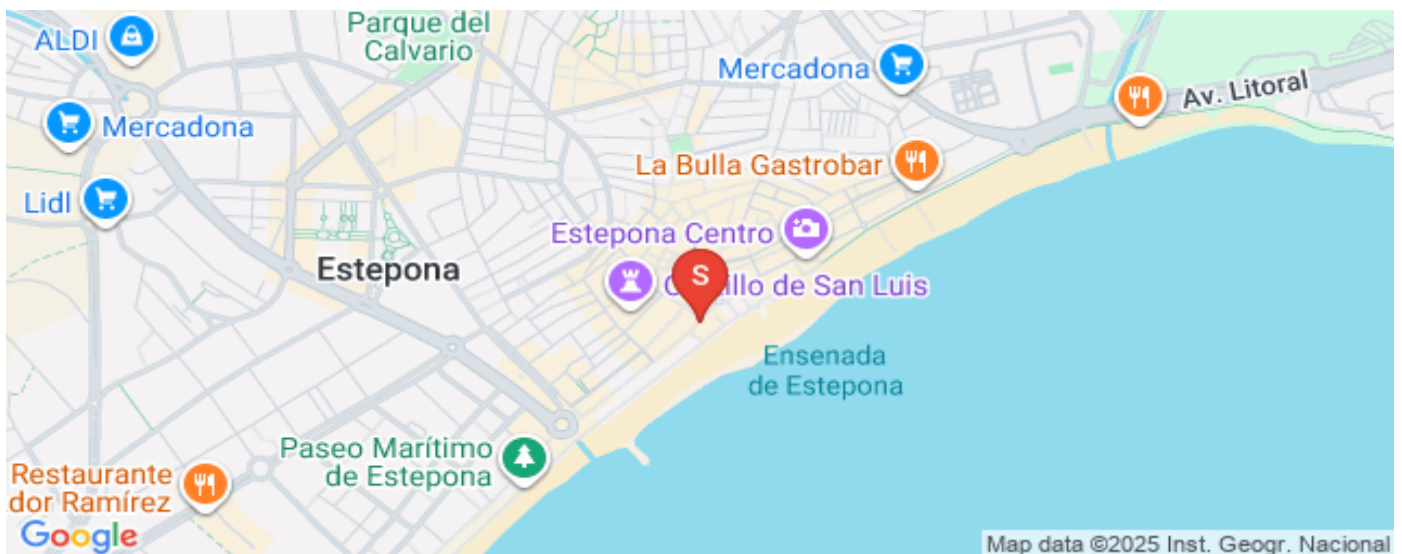 Parque del
Calvario
ALDI
Mercadona
Mercadona
Av. Litoral
La Bulla Gastrobar
Lidl
Estepona Centro
Estepona
S
illo de San Luis
Ensenada
de Estepona
Paseo Marítimo
de Estepona
Restaurante
dor Ramírez
Google
Map data ©2025 Inst. Geogr. Nacional